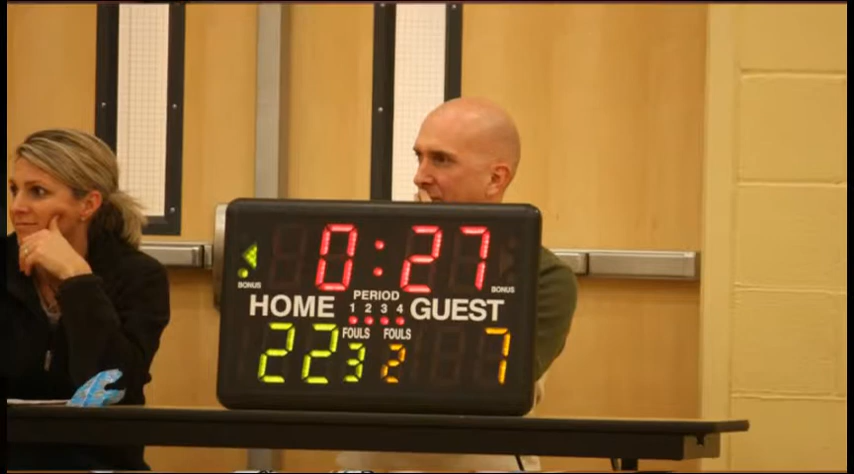 0:27
BONUS BONUS
PERIOD
HOME 1 2 3 4 GUEST
FOULS FOULS
22 3 2 7